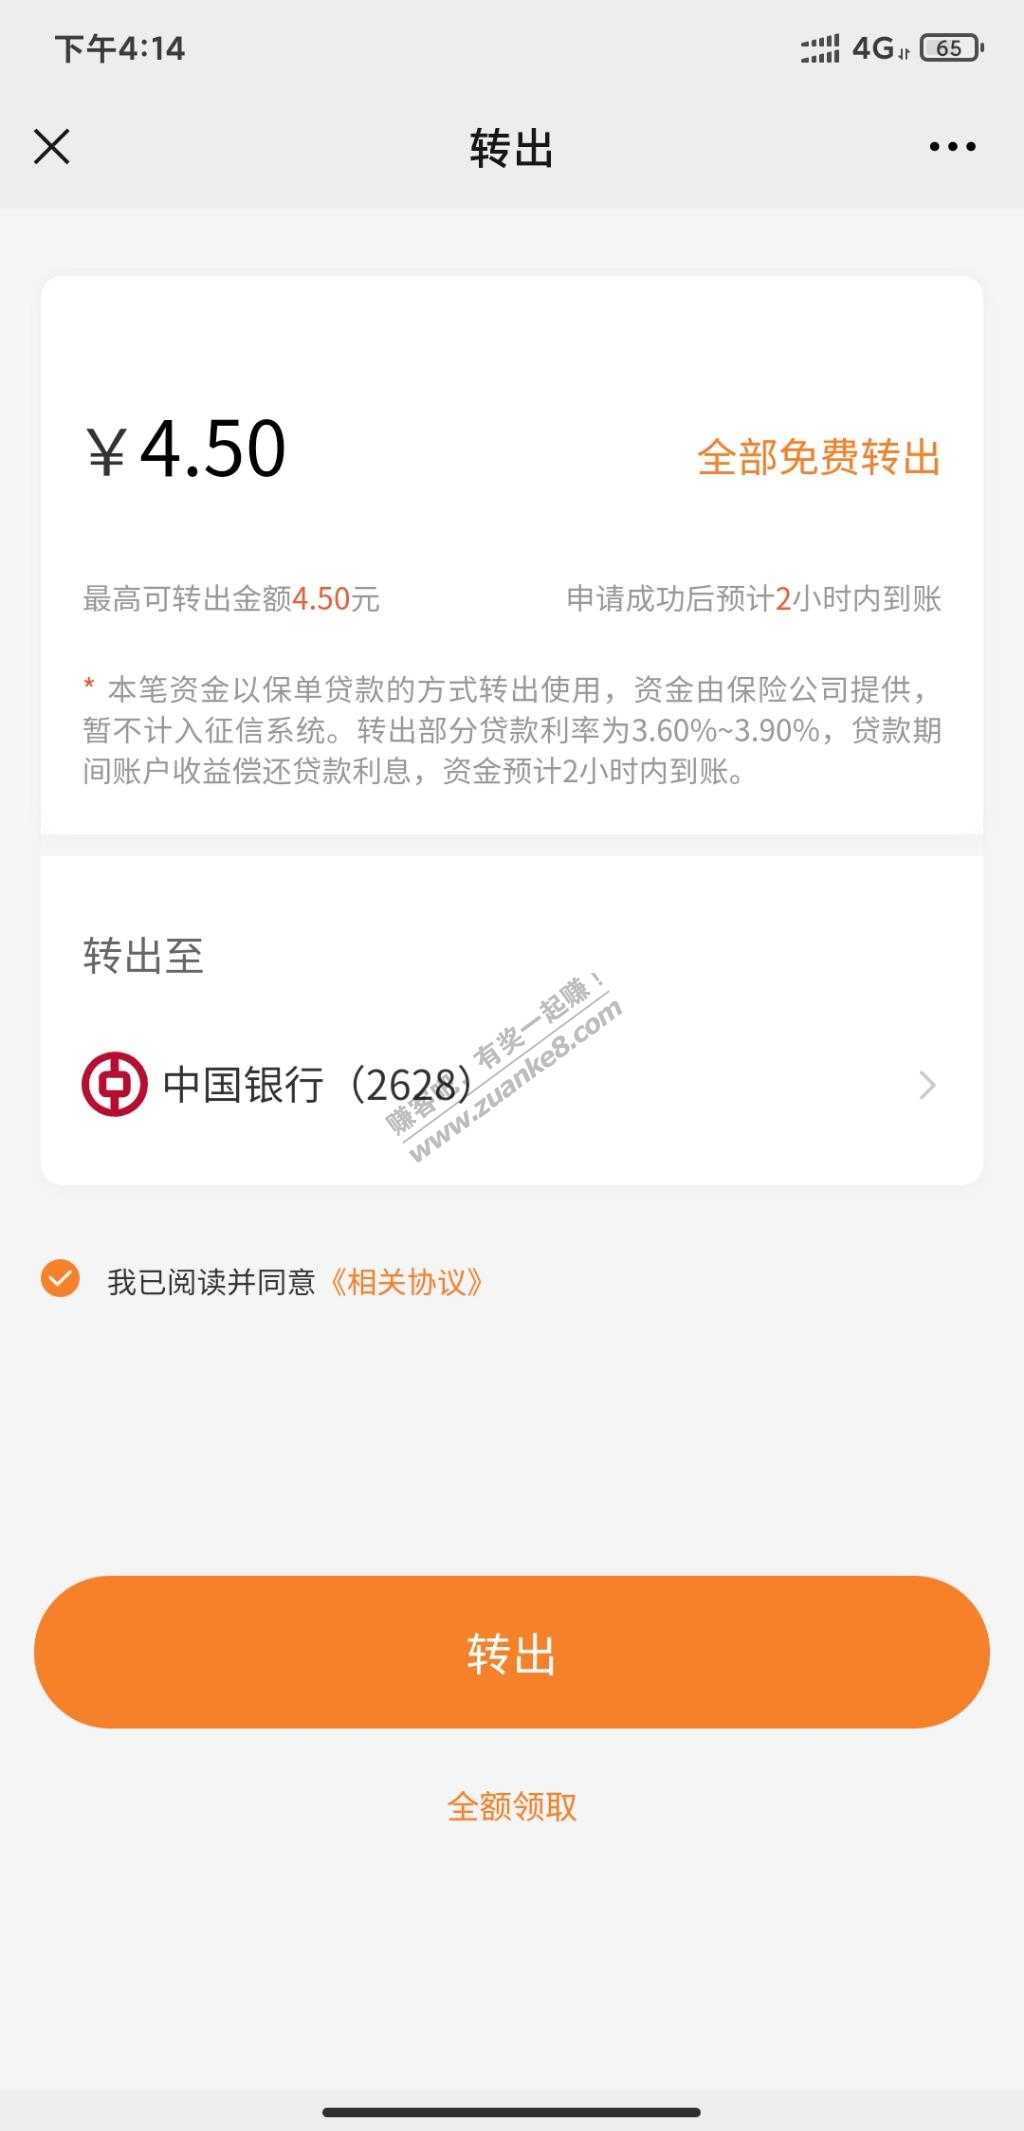 下午4:14
4G
65
转出
￥4.50
全部免费转出
最高可转出金额4.50元
申请成功后预计2小时内到账
* 本笔资金以保单贷款的方式转出使用，资金由保险公司提供，
暂不计入征信系统。转出部分贷款利率为3.60%~3.90%，贷款期
间账户收益偿还贷款利息，资金预计2小时内到账。
转出至
中国银行（2628）
赚客吧，有奖一起赚！
www.zuanke8.com
我已阅读并同意《相关协议》
转出
全额领取